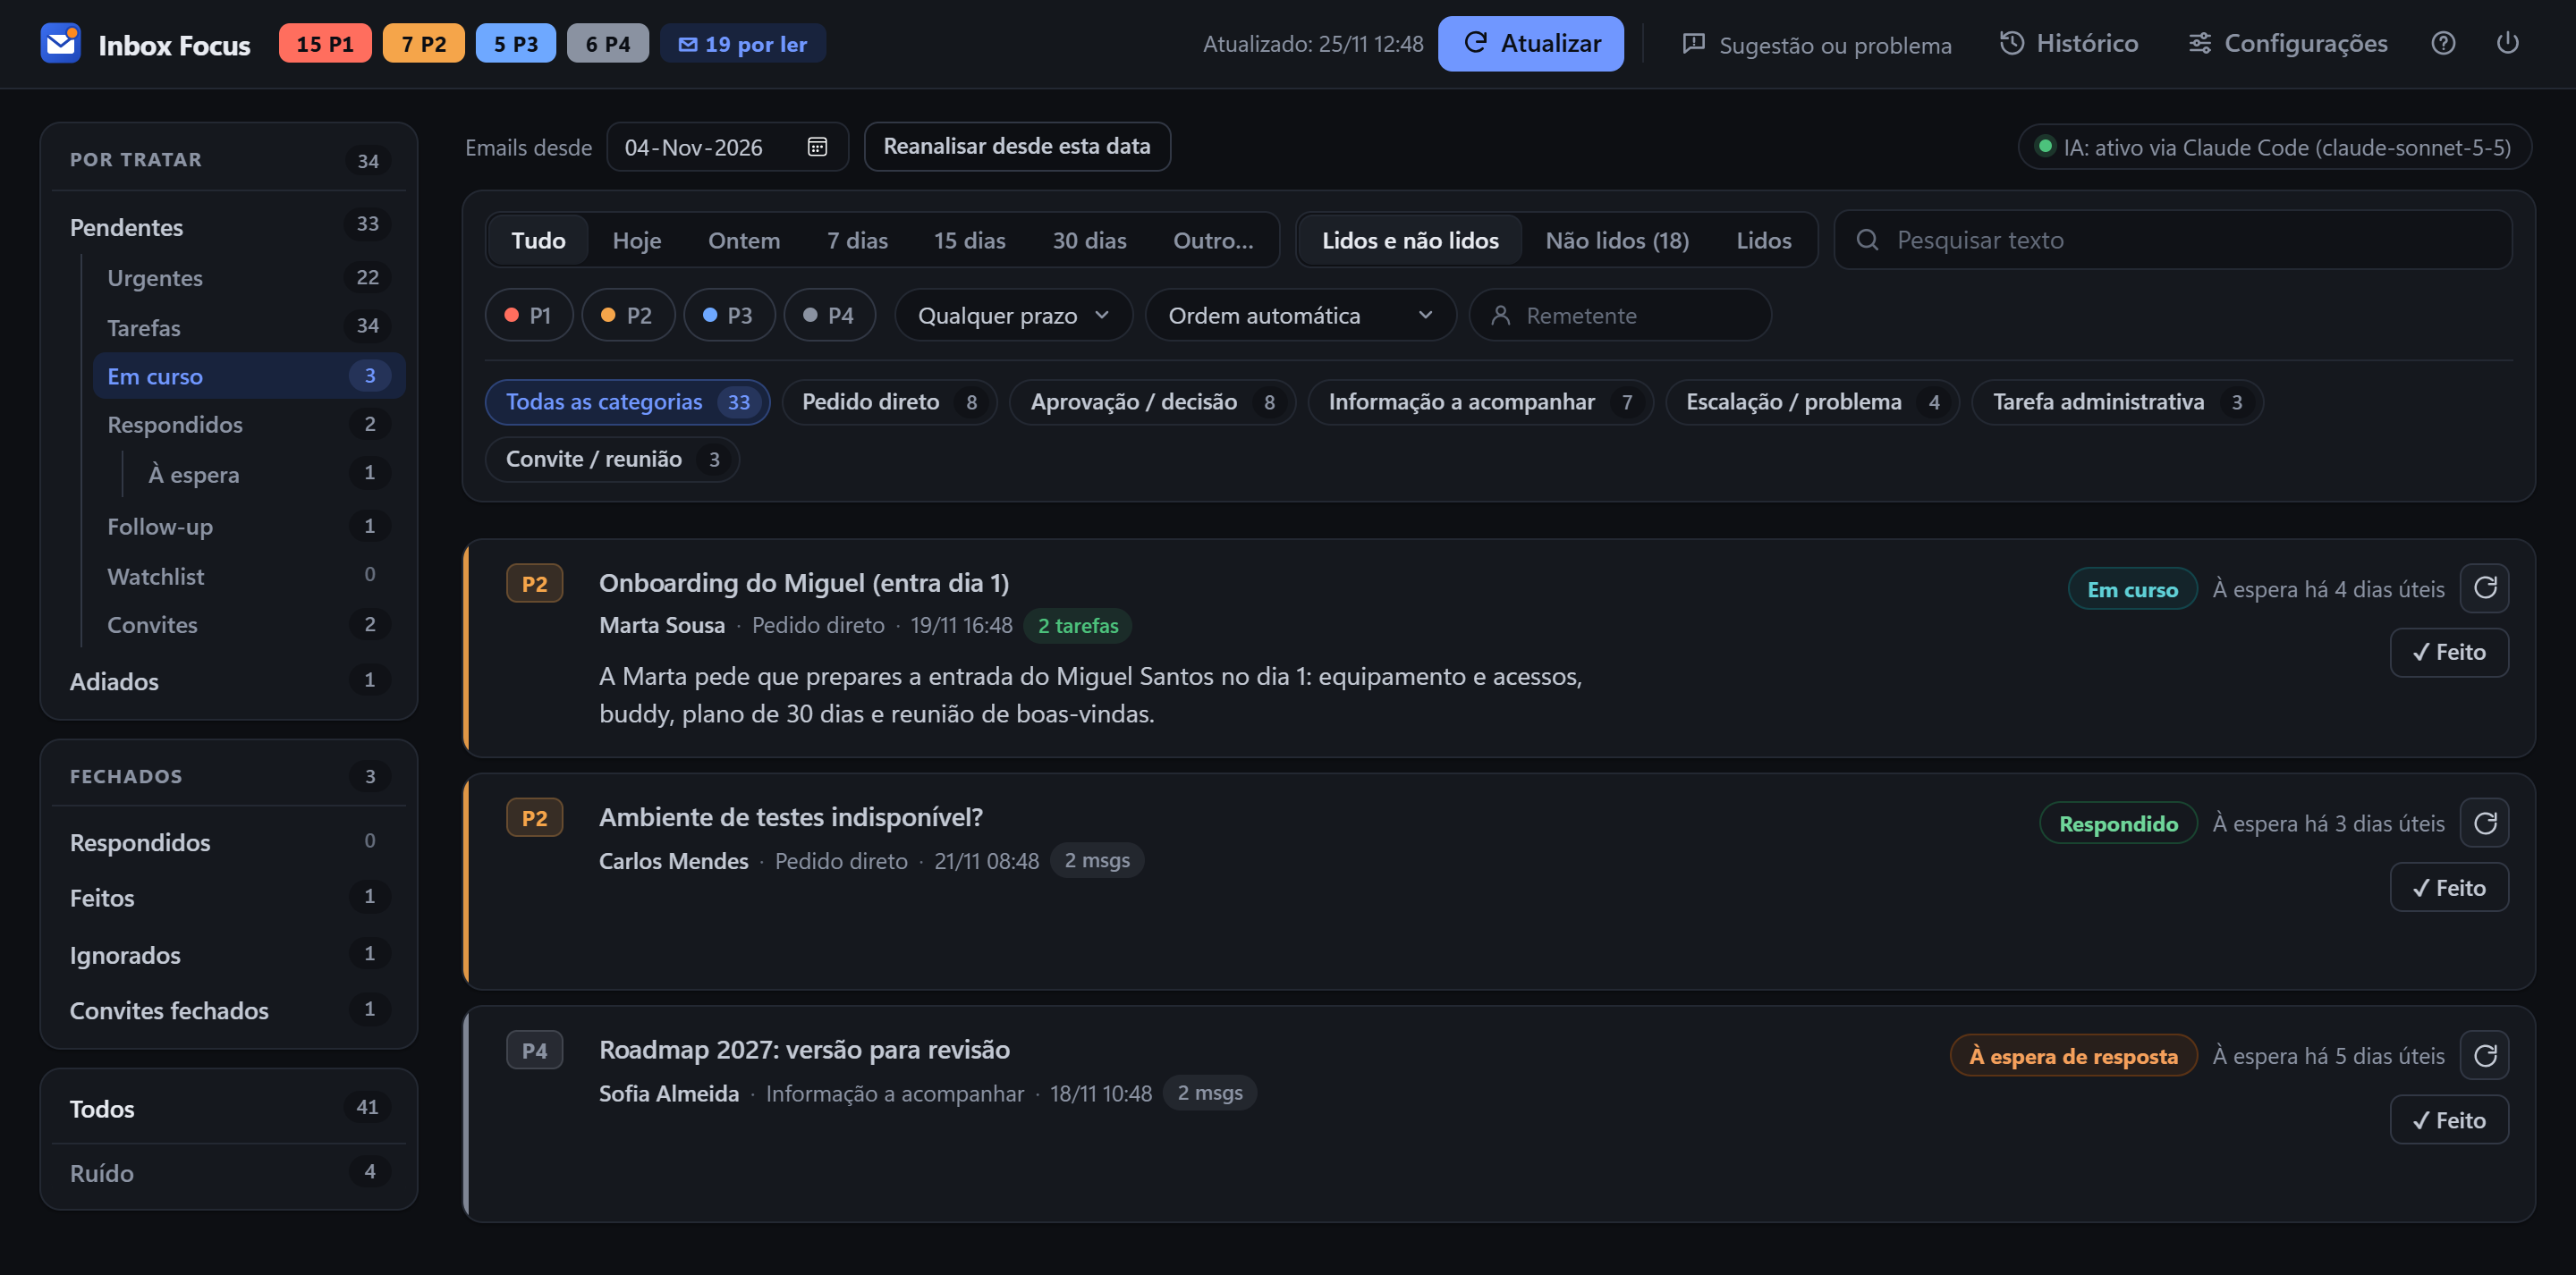 Inbox Focus 15 P1 7 P2 5 P3 6 P4 19 por ler Atualizado: 25/11 12:48 Atualizar Sugestão ou problema Histórico Configurações
POR TRATAR 34
Pendentes 33
Urgentes 22
Tarefas 34
Em curso 3
Respondidos 2
À espera 1
Follow-up 1
Watchlist 0
Convites 2
Adiados 1
FECHADOS 3
Respondidos 0
Feitos 1
Ignorados 1
Convites fechados 1
Todos 41
Ruído 4
Emails desde 04-Nov-2026 Reanalisar desde esta data IA: ativo via Claude Code (claude-sonnet-5-5)
Tudo Hoje Ontem 7 dias 15 dias 30 dias Outro... Lidos e não lidos Não lidos (18) Lidos Pesquisar texto
P1 P2 P3 P4 Qualquer prazo Ordem automática Remetente
Todas as categorias 33 Pedido direto 8 Aprovação / decisão 8 Informação a acompanhar 7 Escalação / problema 4 Tarefa administrativa 3
Convite / reunião 3
P2 Onboarding do Miguel (entra dia 1) Em curso À espera há 4 dias úteis
Marta Sousa · Pedido direto · 19/11 16:48 2 tarefas
✓ Feito
A Marta pede que prepares a entrada do Miguel Santos no dia 1: equipamento e acessos,
buddy, plano de 30 dias e reunião de boas-vindas.
P2 Ambiente de testes indisponível? Respondido À espera há 3 dias úteis
Carlos Mendes · Pedido direto · 21/11 08:48 2 msgs
✓ Feito
P4 Roadmap 2027: versão para revisão À espera de resposta À espera há 5 dias úteis
Sofia Almeida · Informação a acompanhar · 18/11 10:48 2 msgs
✓ Feito